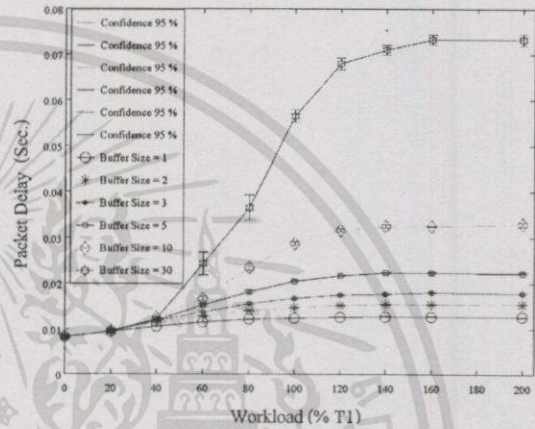 0.08
0.07
0.06
0.05
0.04
0.03
0.02
0.01
0
Packet Delay (Sec.)
Confidence 95 %
Confidence 95 %
Confidence 95 %
Confidence 95 %
Confidence 95 %
Confidence 95 %
Buffer Size = 1
Buffer Size = 2
Buffer Size = 3
Buffer Size = 5
Buffer Size = 10
Buffer Size = 30
0 20 40 60 80 100 120 140 160 180 200
Workload (% T1)